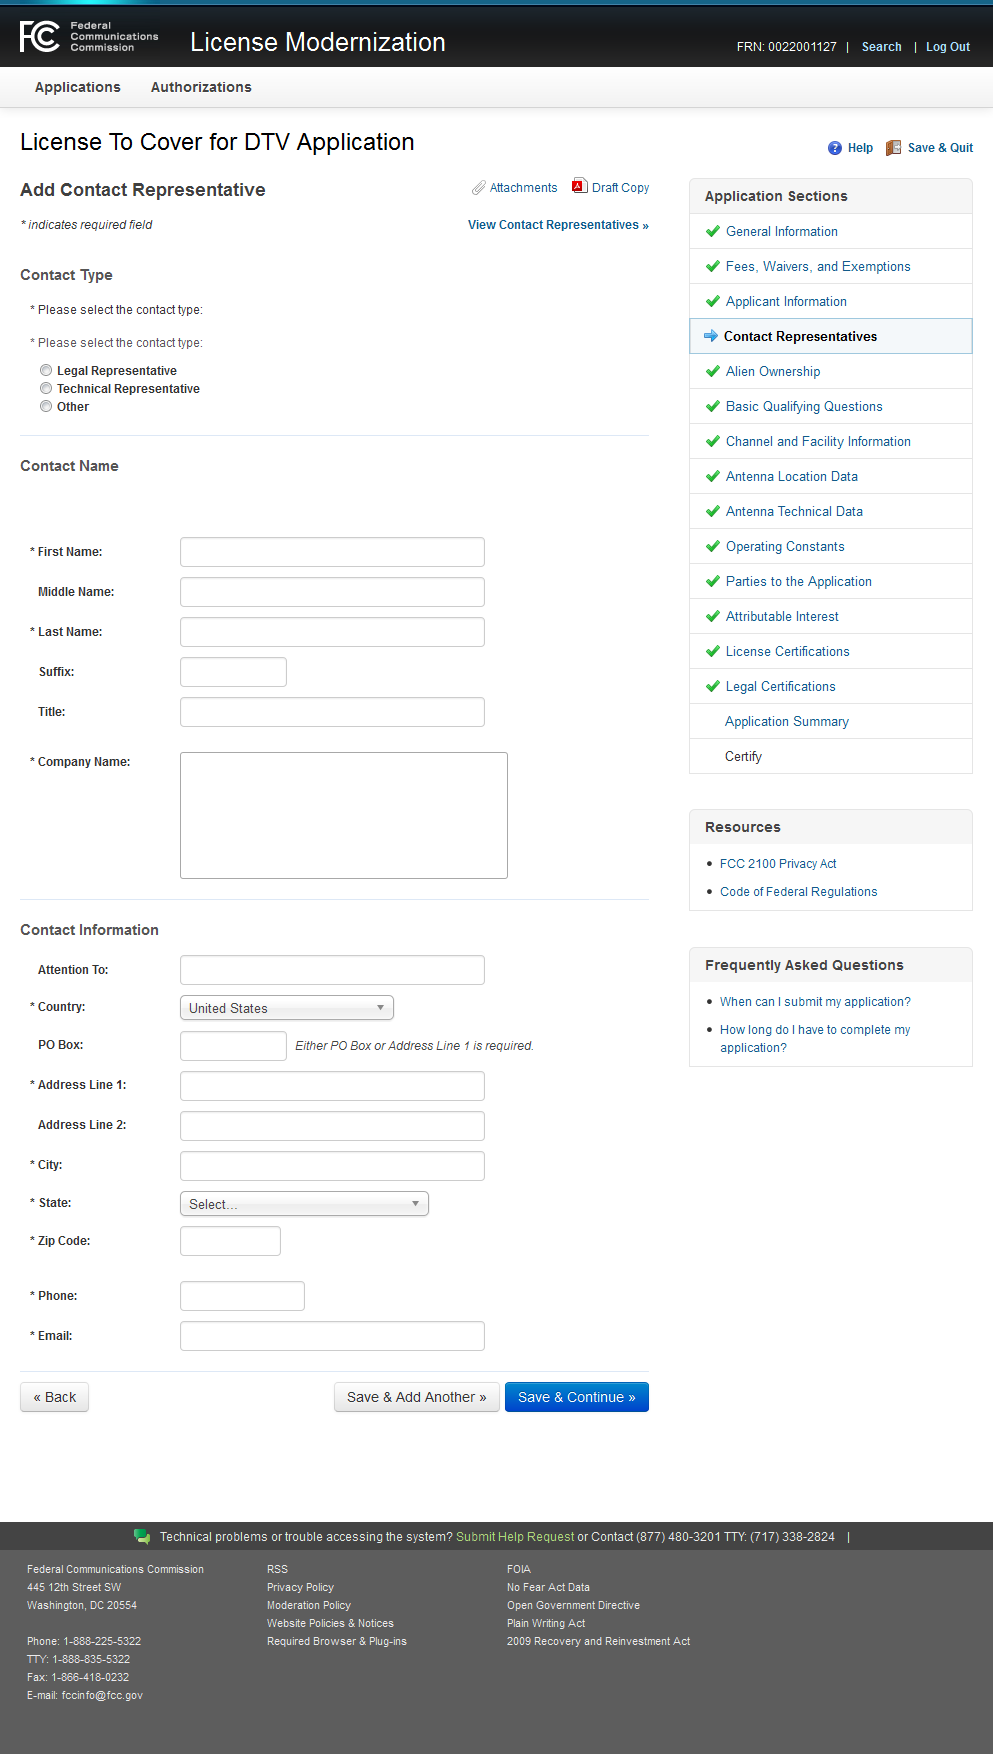 FCC Federal
Communications
Commission
License Modernization
FRN: 0022001127 | Search | Log Out
Applications Authorizations
License To Cover for DTV Application
Help Save & Quit
Add Contact Representative
Attachments Draft Copy
* indicates required field
View Contact Representatives »
Contact Type
* Please select the contact type:
* Please select the contact type:
Legal Representative
Technical Representative
Other
Contact Name
* First Name:
Middle Name:
* Last Name:
Suffix:
Title:
* Company Name:
Contact Information
Attention To:
* Country: United States
PO Box: Either PO Box or Address Line 1 is required.
* Address Line 1:
Address Line 2:
* City:
* State: Select...
* Zip Code:
* Phone:
* Email:
« Back Save & Add Another » Save & Continue »
Application Sections
General Information
Fees, Waivers, and Exemptions
Applicant Information
Contact Representatives
Alien Ownership
Basic Qualifying Questions
Channel and Facility Information
Antenna Location Data
Antenna Technical Data
Operating Constants
Parties to the Application
Attributable Interest
License Certifications
Legal Certifications
Application Summary
Certify
Resources
• FCC 2100 Privacy Act
• Code of Federal Regulations
Frequently Asked Questions
• When can I submit my application?
• How long do I have to complete my
application?
Technical problems or trouble accessing the system? Submit Help Request or Contact (877) 480-3201 TTY: (717) 338-2824 |
Federal Communications Commission
445 12th Street SW
Washington, DC 20554
Phone: 1-888-225-5322
TTY: 1-888-835-5322
Fax: 1-866-418-0232
E-mail: fccinfo@fcc.gov
RSS
Privacy Policy
Moderation Policy
Website Policies & Notices
Required Browser & Plug-ins
FOIA
No Fear Act Data
Open Government Directive
Plain Writing Act
2009 Recovery and Reinvestment Act